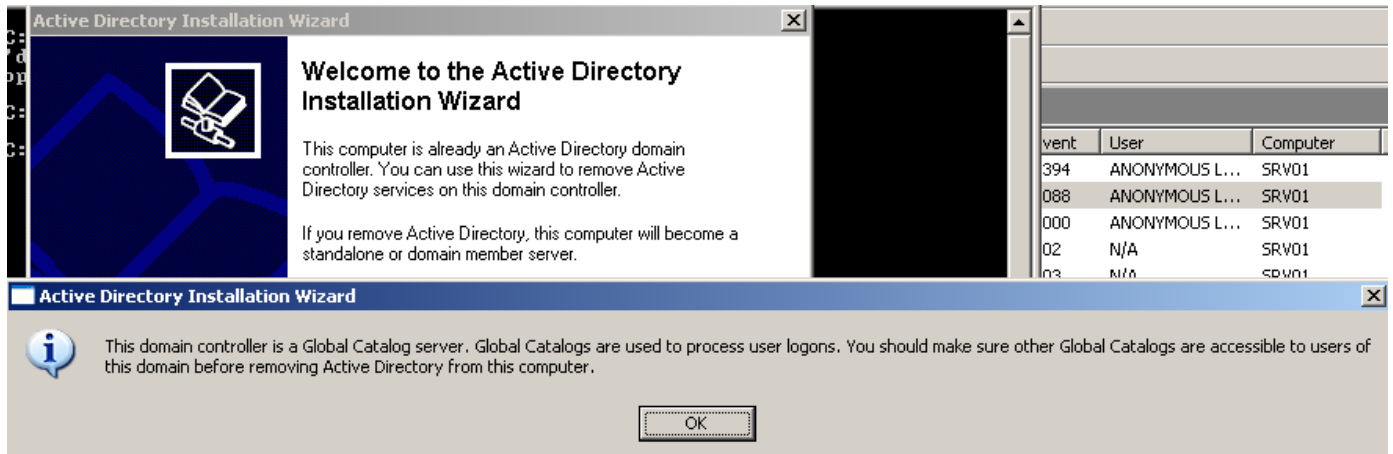 Active Directory Installation Wizard
C:
'd
op
C:
C:
Welcome to the Active Directory
Installation Wizard
This computer is already an Active Directory domain
controller. You can use this wizard to remove Active
Directory services on this domain controller.
If you remove Active Directory, this computer will become a
standalone or domain member server.
vent User Computer
394 ANONYMOUS L... SRV01
088 ANONYMOUS L... SRV01
000 ANONYMOUS L... SRV01
02 N/A SRV01
03 N/A SRV01
Active Directory Installation Wizard
This domain controller is a Global Catalog server. Global Catalogs are used to process user logons. You should make sure other Global Catalogs are accessible to users of
this domain before removing Active Directory from this computer.
OK